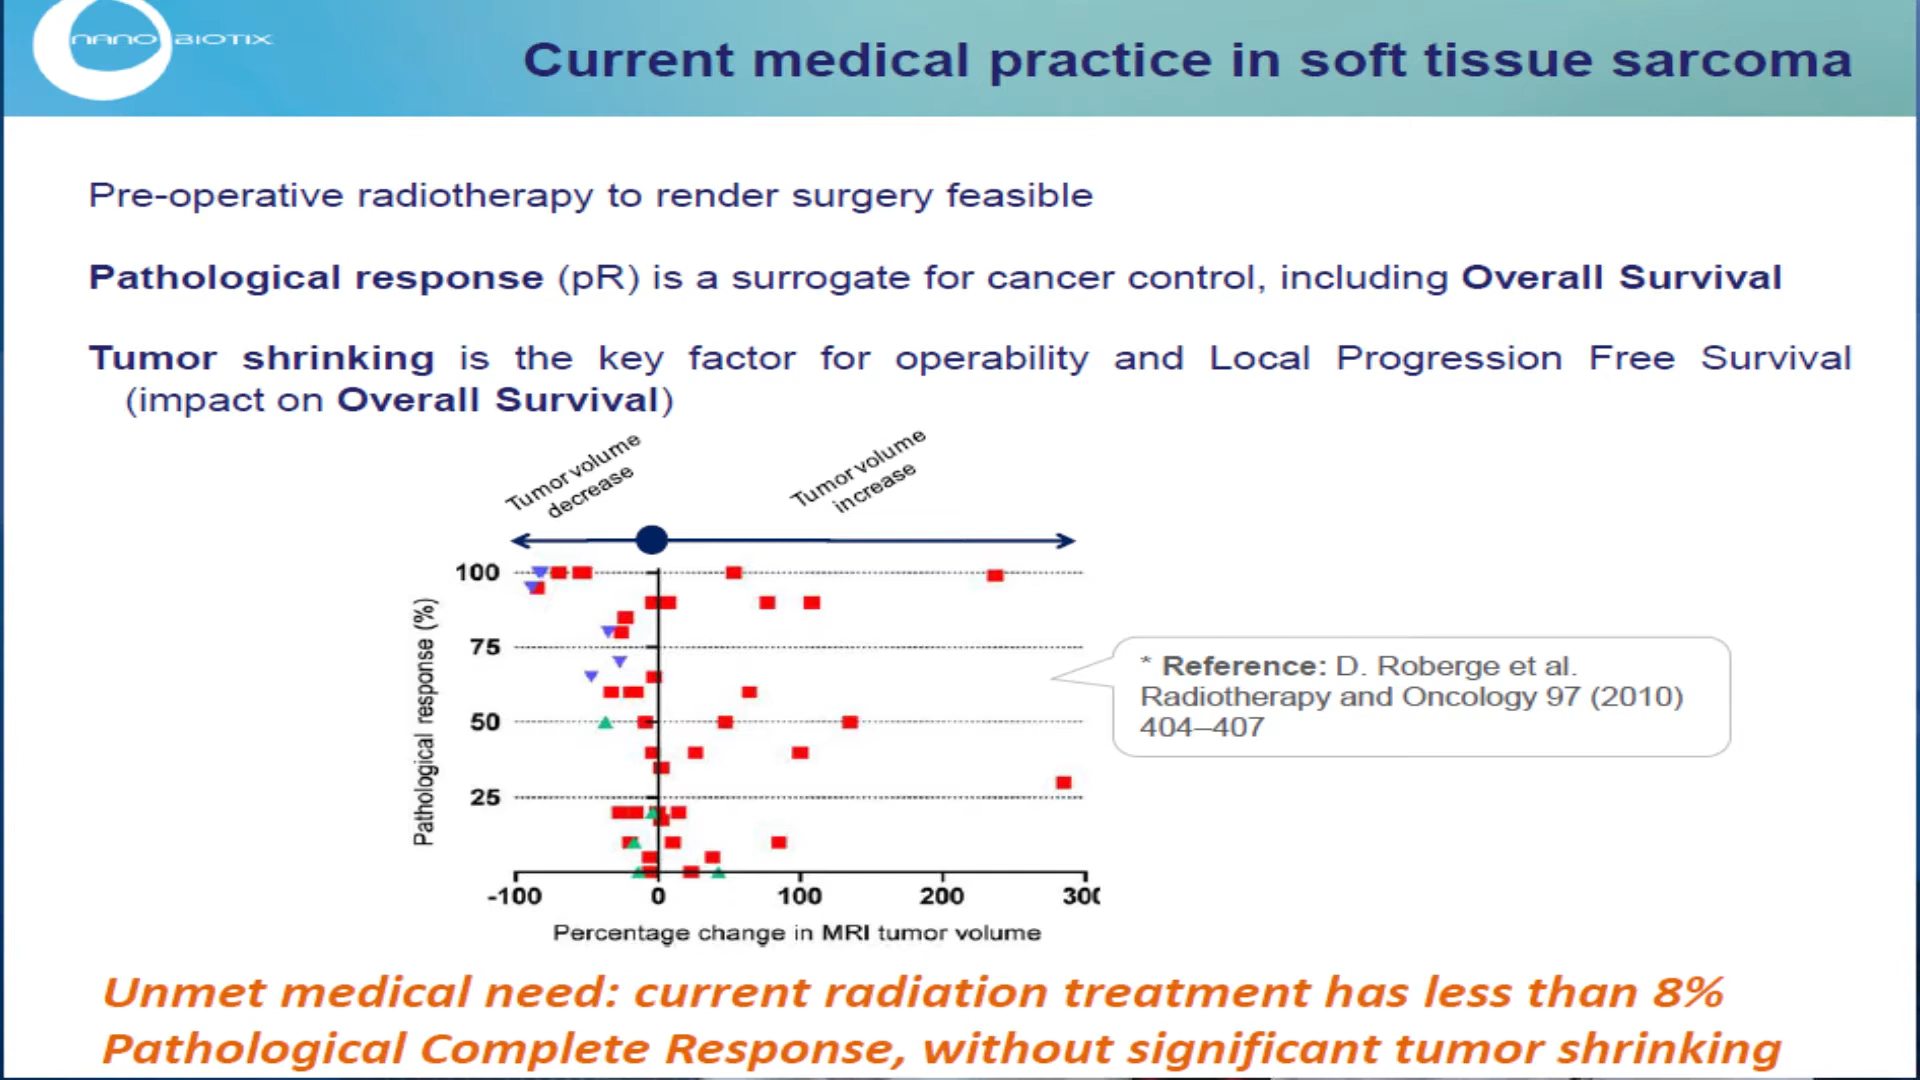 NANOBIOTIX
Current medical practice in soft tissue sarcoma
Pre-operative radiotherapy to render surgery feasible
Pathological response (pR) is a surrogate for cancer control, including Overall Survival
Tumor shrinking is the key factor for operability and Local Progression Free Survival
(impact on Overall Survival)
Tumor volume
decrease
Tumor volume
increase
100
75
50
25
Pathological response (%)
-100 0 100 200 300
Percentage change in MRI tumor volume
* Reference: D. Roberge et al.
Radiotherapy and Oncology 97 (2010)
404–407
Unmet medical need: current radiation treatment has less than 8%
Pathological Complete Response, without significant tumor shrinking